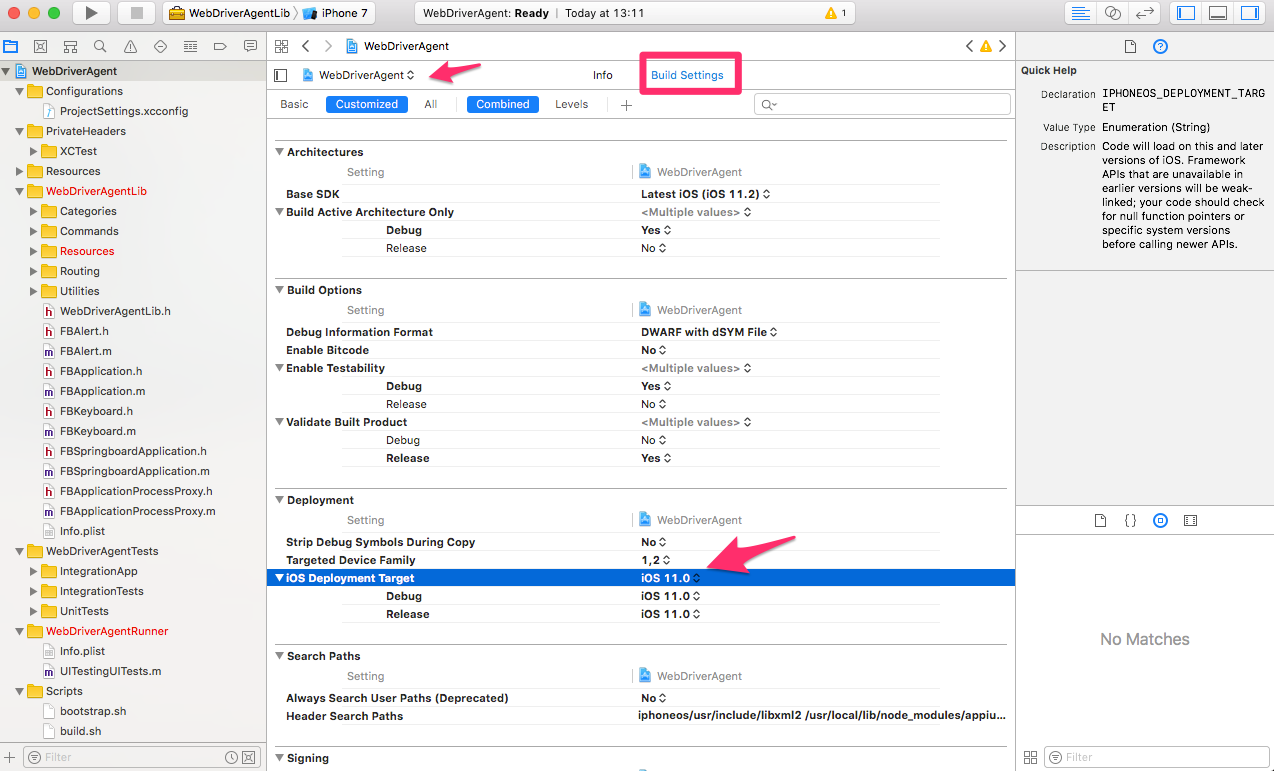 WebDriverAgentLib
iPhone 7
WebDriverAgent: Ready | Today at 13:11
1
WebDriverAgent
Configurations
ProjectSettings.xcconfig
PrivateHeaders
XCTest
Resources
WebDriverAgentLib
Categories
Commands
Resources
Routing
Utilities
h WebDriverAgentLib.h
h FBAlert.h
m FBAlert.m
h FBApplication.h
m FBApplication.m
h FBKeyboard.h
m FBKeyboard.m
h FBSpringboardApplication.h
m FBSpringboardApplication.m
h FBApplicationProcessProxy.h
m FBApplicationProcessProxy.m
Info.plist
WebDriverAgentTests
IntegrationApp
IntegrationTests
UnitTests
WebDriverAgentRunner
Info.plist
m UITestingUITests.m
Scripts
bootstrap.sh
build.sh
Filter
WebDriverAgent
WebDriverAgent Info Build Settings
Basic Customized All Combined Levels +
Architectures
Setting WebDriverAgent
Base SDK Latest iOS (iOS 11.2)
Build Active Architecture Only <Multiple values>
Debug Yes
Release No
Build Options
Setting WebDriverAgent
Debug Information Format DWARF with dSYM File
Enable Bitcode No
Enable Testability <Multiple values>
Debug Yes
Release No
Validate Built Product <Multiple values>
Debug No
Release Yes
Deployment
Setting WebDriverAgent
Strip Debug Symbols During Copy No
Targeted Device Family 1,2
iOS Deployment Target iOS 11.0
Debug iOS 11.0
Release iOS 11.0
Search Paths
Setting WebDriverAgent
Always Search User Paths (Deprecated) No
Header Search Paths iphoneos/usr/include/libxml2 /usr/local/lib/node_modules/appiu...
Signing
Quick Help
Declaration IPHONEOS_DEPLOYMENT_TARG
ET
Value Type Enumeration (String)
Description Code will load on this and later
versions of iOS. Framework
APIs that are unavailable in
earlier versions will be weak-
linked; your code should check
for null function pointers or
specific system versions
before calling newer APIs.
{ }
No Matches
Filter